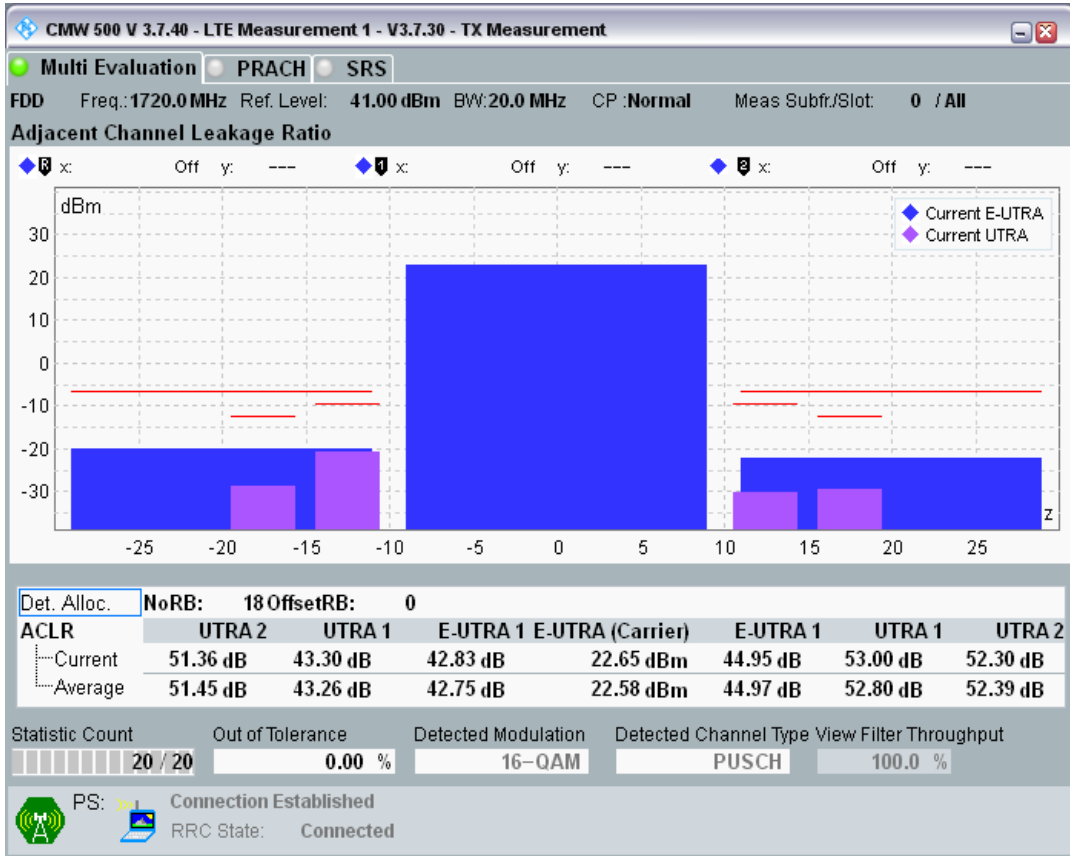 CMW 500 V 3.7.40 - LTE Measurement 1 - V3.7.30 - TX Measurement
Multi Evaluation PRACH SRS
FDD Freq.: 1720.0 MHz Ref. Level: 41.00 dBm BW: 20.0 MHz CP : Normal Meas Subfr./Slot: 0 / All
Adjacent Channel Leakage Ratio
R x: Off y: --- 1 x: Off y: --- 2 x: Off y: ---
dBm
Current E-UTRA
Current UTRA
30
20
10
0
-10
-20
-30
z
-25 -20 -15 -10 -5 0 5 10 15 20 25
Det. Alloc. NoRB: 18 OffsetRB: 0
ACLR UTRA 2 UTRA 1 E-UTRA 1 E-UTRA (Carrier) E-UTRA 1 UTRA 1 UTRA 2
Current 51.36 dB 43.30 dB 42.83 dB 22.65 dBm 44.95 dB 53.00 dB 52.30 dB
Average 51.45 dB 43.26 dB 42.75 dB 22.58 dBm 44.97 dB 52.80 dB 52.39 dB
Statistic Count Out of Tolerance Detected Modulation Detected Channel Type View Filter Throughput
20 / 20 0.00 % 16-QAM PUSCH 100.0 %
PS: Connection Established
RRC State: Connected